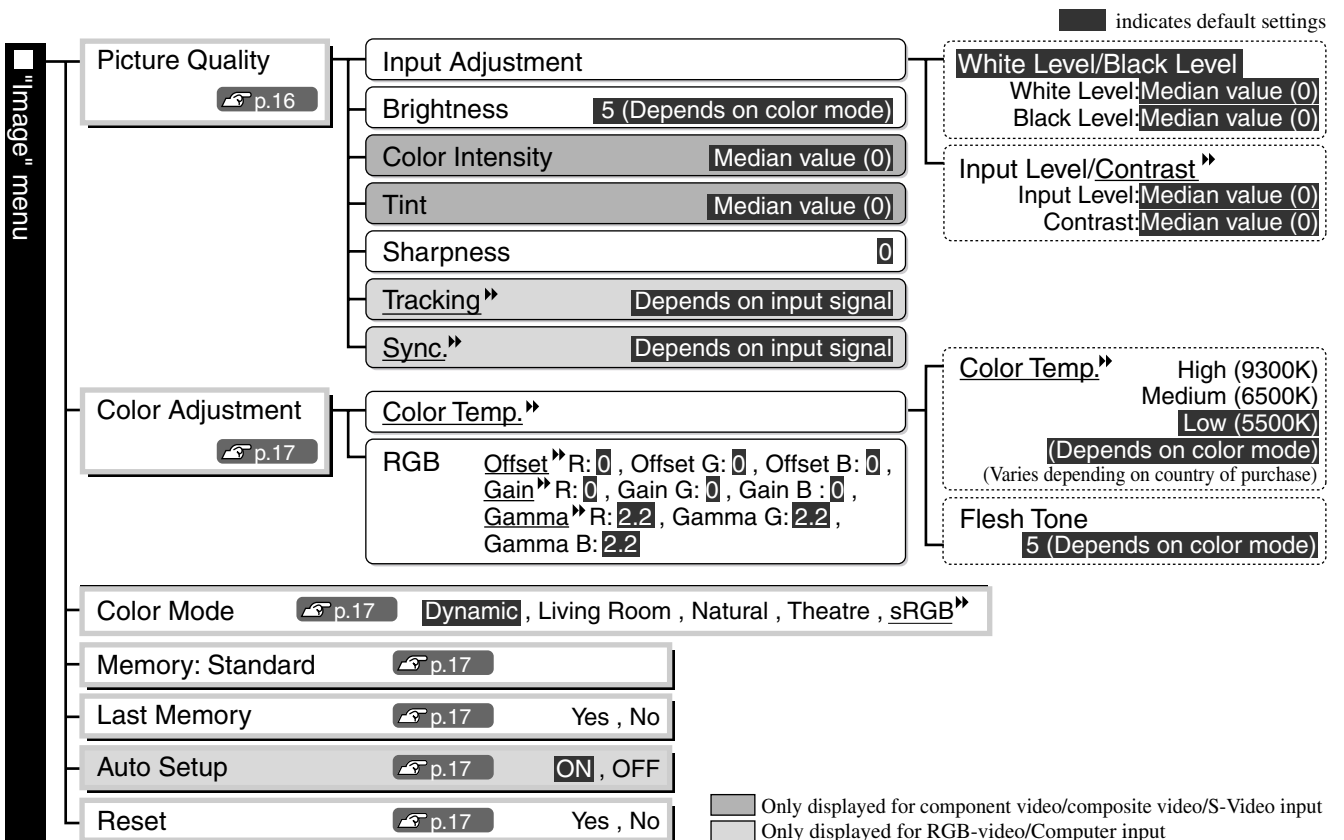 indicates default settings
"Image" menu
Picture Quality
p.16
Input Adjustment
Brightness 5 (Depends on color mode)
Color Intensity Median value (0)
Tint Median value (0)
Sharpness 0
Tracking Depends on input signal
Sync. Depends on input signal
White Level/Black Level
White Level:Median value (0)
Black Level:Median value (0)
Input Level/Contrast
Input Level:Median value (0)
Contrast:Median value (0)
Color Adjustment
p.17
Color Temp.
RGB Offset R: 0 , Offset G: 0 , Offset B: 0 ,
Gain R: 0 , Gain G: 0 , Gain B : 0 ,
Gamma R: 2.2 , Gamma G: 2.2 ,
Gamma B: 2.2
Color Temp. High (9300K)
Medium (6500K)
Low (5500K)
(Depends on color mode)
(Varies depending on country of purchase)
Flesh Tone
5 (Depends on color mode)
Color Mode p.17 Dynamic , Living Room , Natural , Theatre , sRGB
Memory: Standard p.17
Last Memory p.17 Yes , No
Auto Setup p.17 ON , OFF
Reset p.17 Yes , No
Only displayed for component video/composite video/S-Video input
Only displayed for RGB-video/Computer input